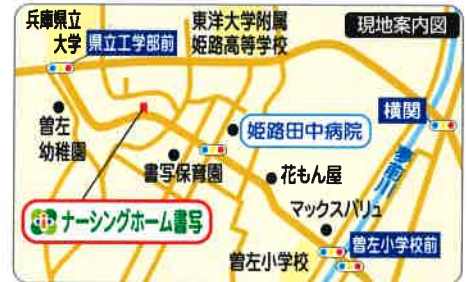 兵庫県立
大学
県立工学部前
東洋大学附属
姫路高等学校
現地案内図
曽左
幼稚園
姫路田中病院
横関
書写保育園
花もん屋
夢前川
ナーシングホーム書写
マックスバリュ
曽左小学校
曽左小学校前